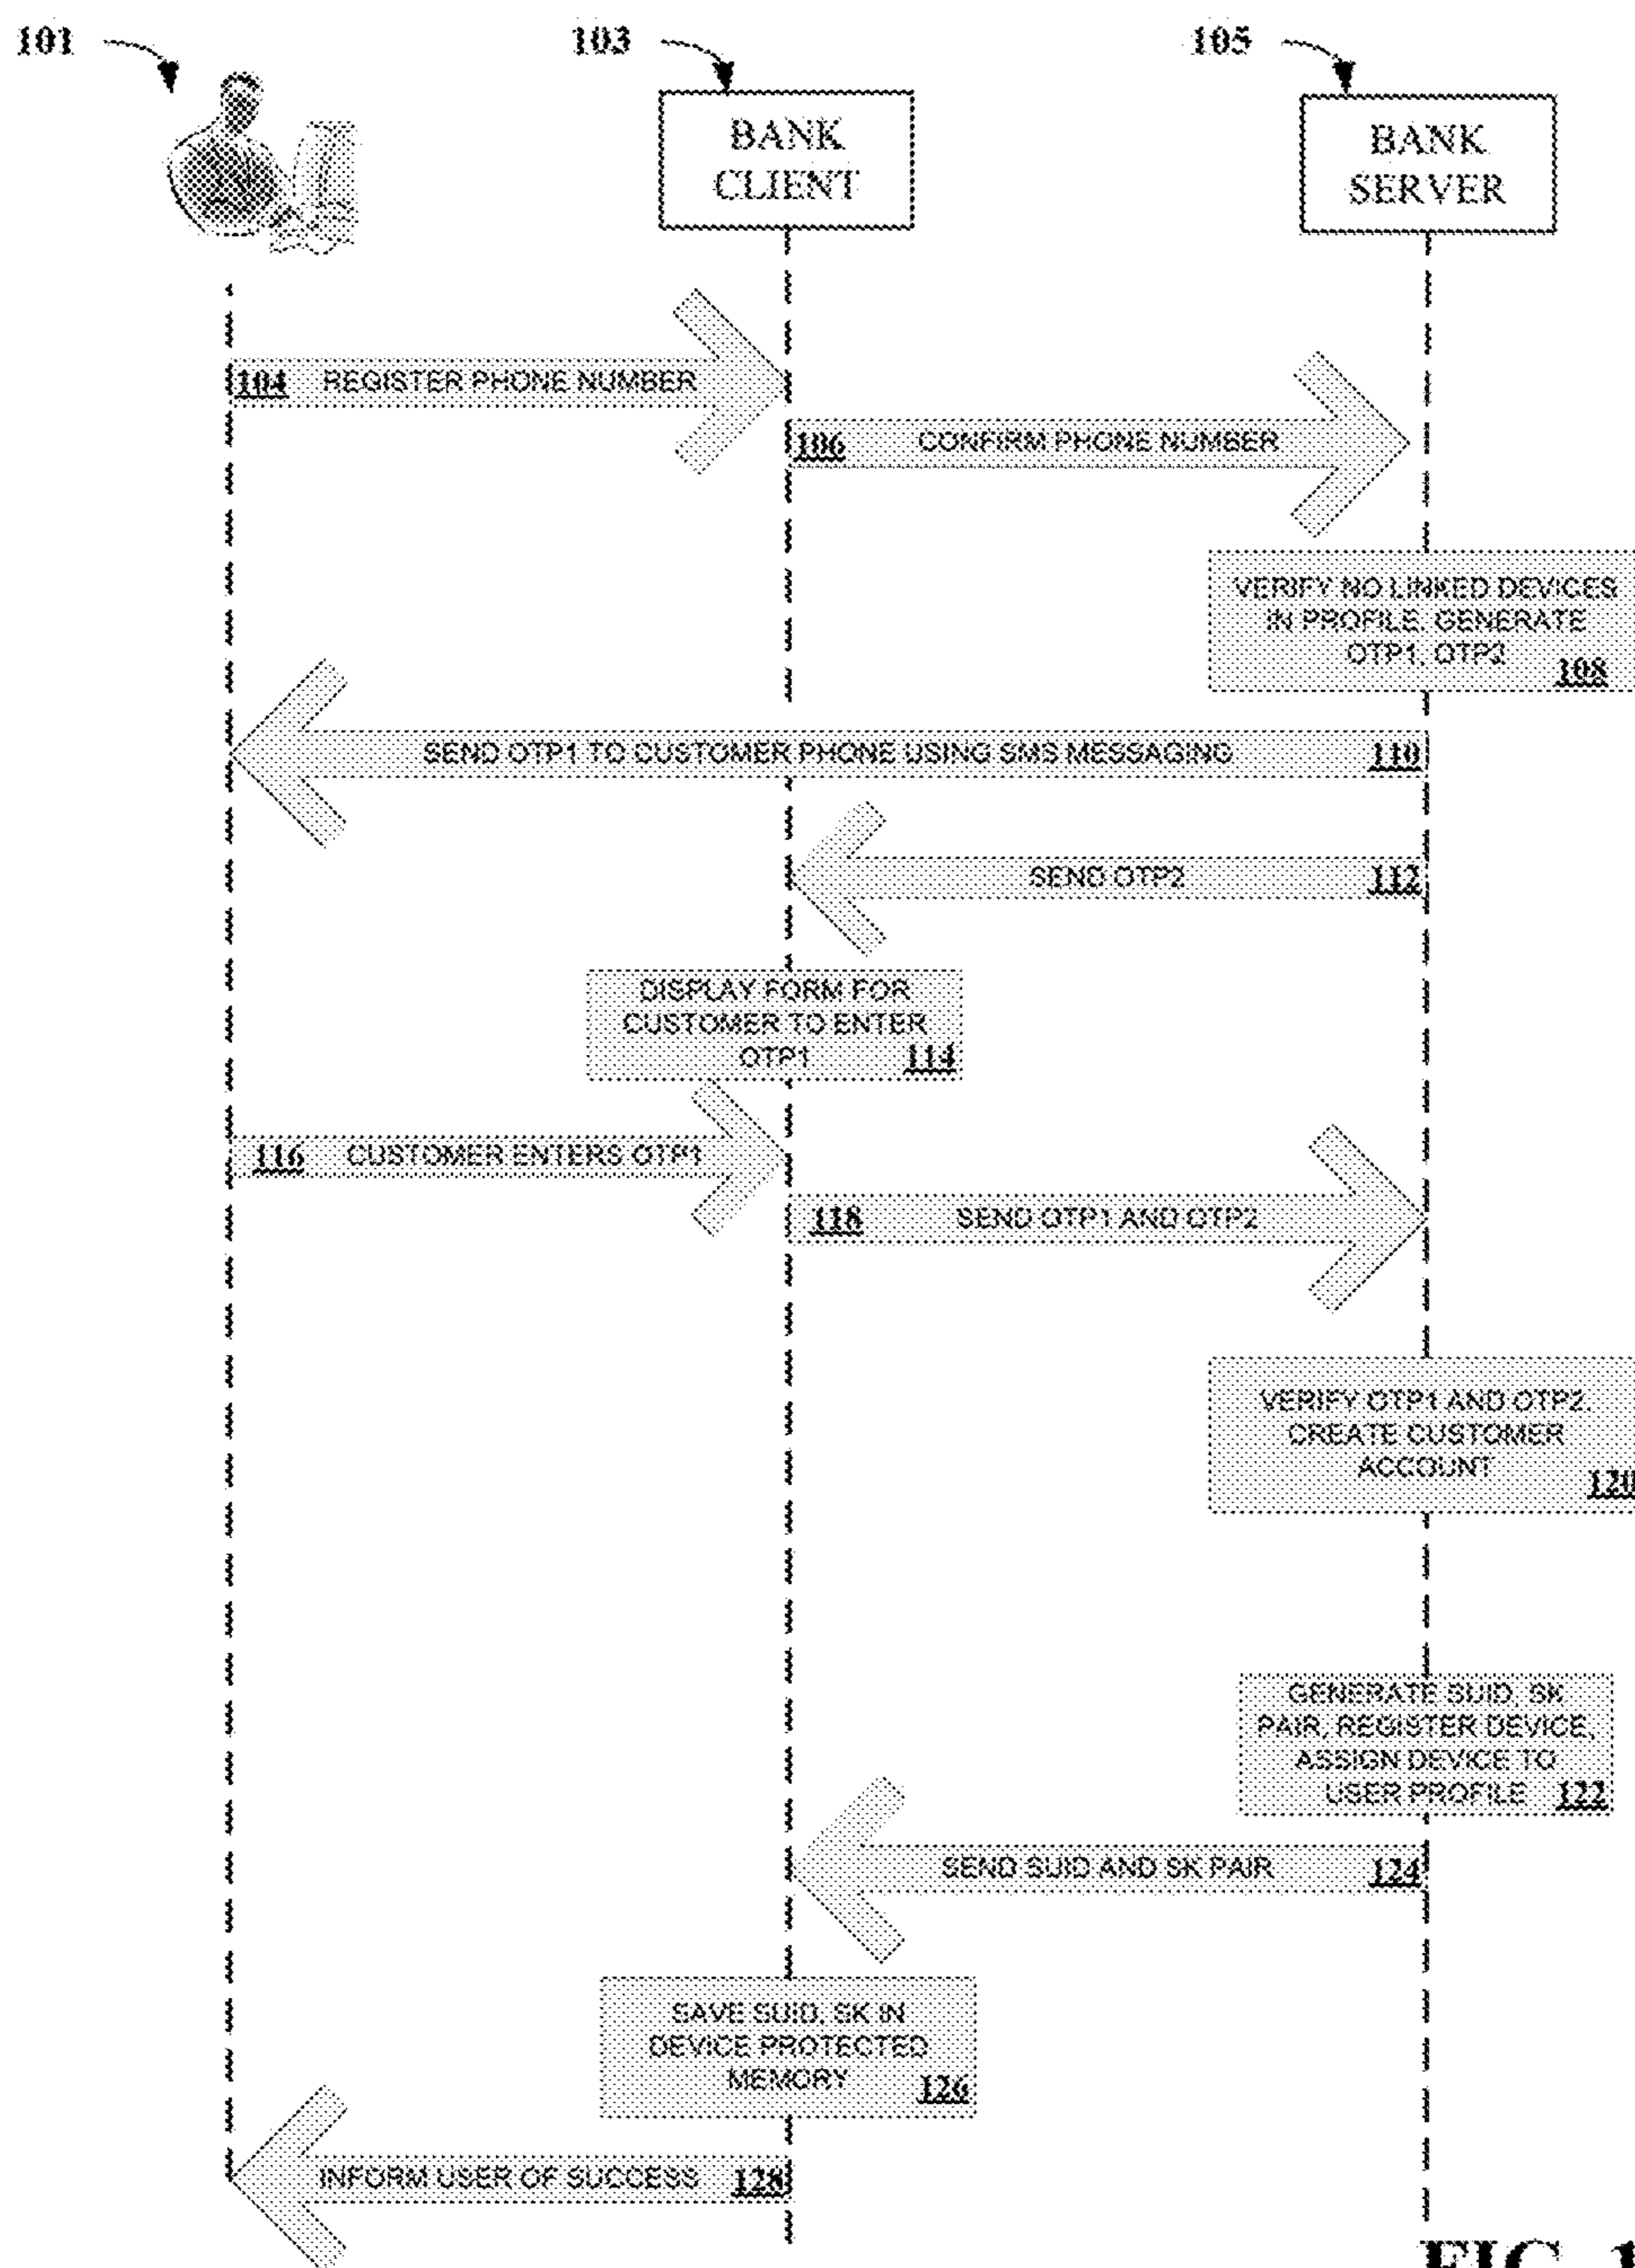 101
103
105
BANK
CLIENT
BANK
SERVER
104 REGISTER PHONE NUMBER
106 CONFIRM PHONE NUMBER
VERIFY NO LINKED DEVICES
IN PROFILE, GENERATE
OTP1, OTP2
108
SEND OTP1 TO CUSTOMER PHONE USING SMS MESSAGING 110
SEND OTP2 112
DISPLAY FORM FOR
CUSTOMER TO ENTER
OTP1 114
116 CUSTOMER ENTERS OTP1
118 SEND OTP1 AND OTP2
VERIFY OTP1 AND OTP2,
CREATE CUSTOMER
ACCOUNT
120
GENERATE SUID, SK
PAIR, REGISTER DEVICE,
ASSIGN DEVICE TO
USER PROFILE 122
SEND SUID AND SK PAIR 124
SAVE SUID, SK IN
DEVICE PROTECTED
MEMORY 126
INFORM USER OF SUCCESS 128
FIG. 1